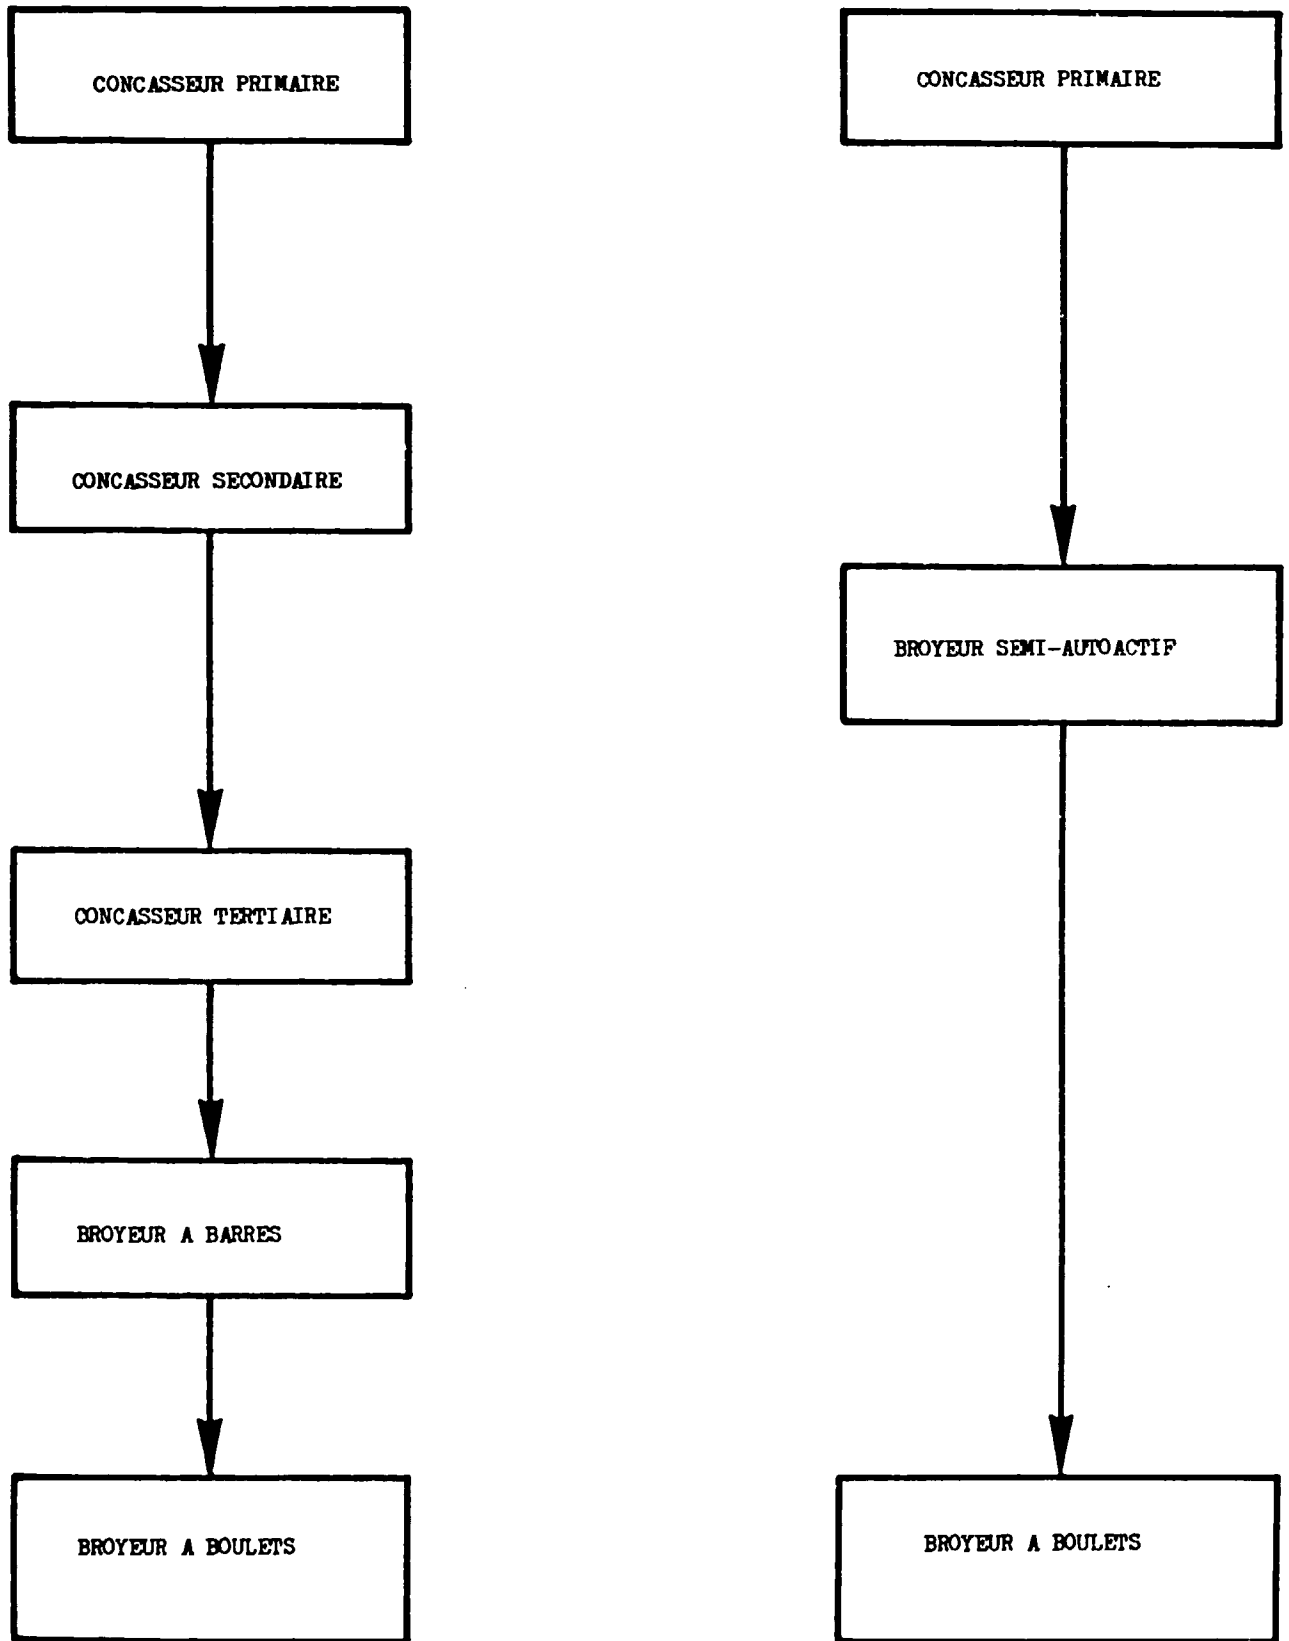 CONCASSEUR PRIMAIRE
CONCASSEUR SECONDAIRE
CONCASSEUR TERTIAIRE
BROYEUR A BARRES
BROYEUR A BOULETS
CONCASSEUR PRIMAIRE
BROYEUR SEMI-AUTOACTIF
BROYEUR A BOULETS